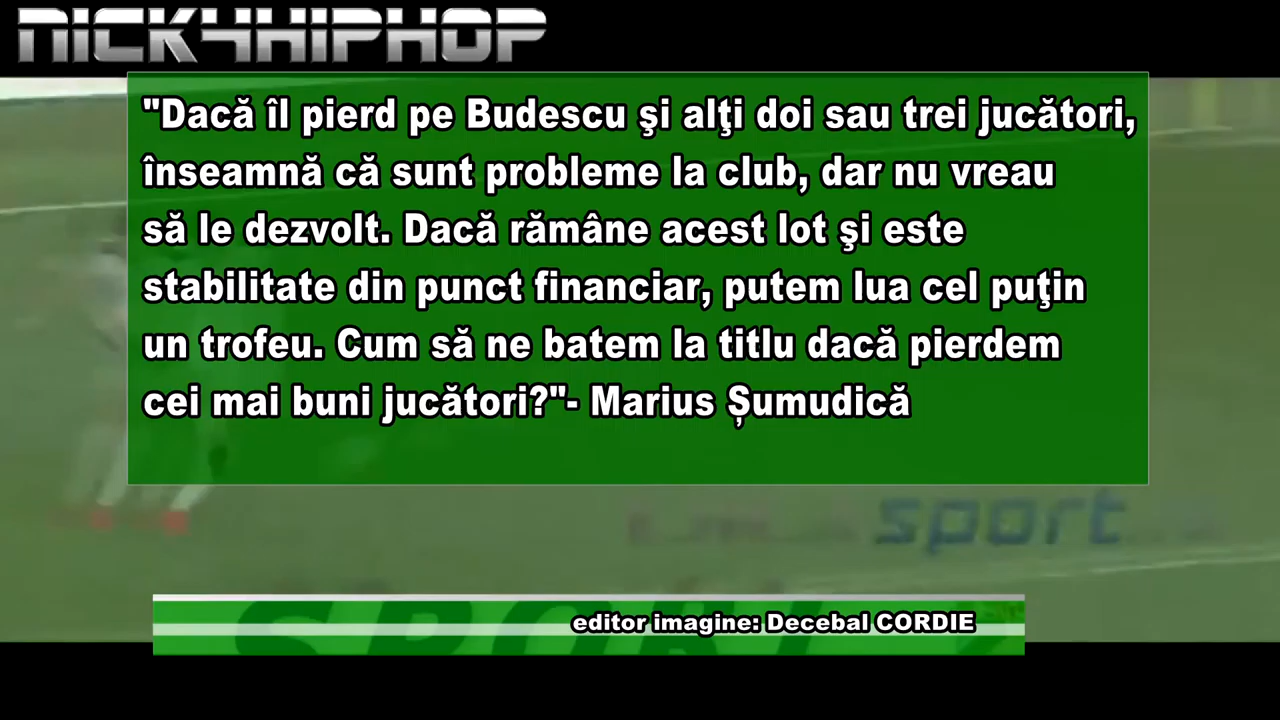 NICK4HIPHOP
"Dacă îl pierd pe Budescu şi alţi doi sau trei jucători,
înseamnă că sunt probleme la club, dar nu vreau
să le dezvolt. Dacă rămâne acest lot şi este
stabilitate din punct financiar, putem lua cel puţin
un trofeu. Cum să ne batem la titlu dacă pierdem
cei mai buni jucători?"- Marius Șumudică
sport
SPORT
editor imagine: Decebal CORDIE